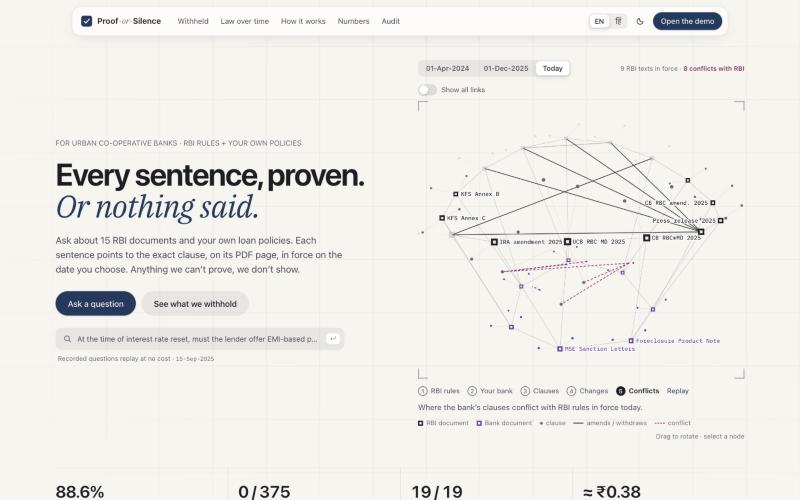 Proof-or-Silence
Withheld
Law over time
How it works
Numbers
Audit
EN
हिं
Open the demo
01-Apr-2024
01-Dec-2025
Today
9 RBI texts in force · 8 conflicts with RBI
Show all links
FOR URBAN CO-OPERATIVE BANKS · RBI RULES + YOUR OWN POLICIES
Every sentence, proven.
Or nothing said.
Ask about 15 RBI documents and your own loan policies. Each
sentence points to the exact clause, on its PDF page, in force on the
date you choose. Anything we can't prove, we don't show.
Ask a question
See what we withhold
At the time of interest rate reset, must the lender offer EMI-based p...
Recorded questions replay at no cost · 15-Sep-2025
KFS Annex B
CB RBC amend. 2025
KFS Annex C
Press release 2025
IRA amendment 2025
UCB RBC MD 2025
CB RBC MD 2025
Foreclosure Product Note
MSE Sanction Letters
1 RBI rules
2 Your bank
3 Clauses
4 Changes
5 Conflicts
Replay
Where the bank's clauses conflict with RBI rules in force today.
RBI document
Bank document
clause
amends / withdraws
conflict
Drag to rotate · select a node
88.6%
0 / 375
19 / 19
≈ ₹0.38